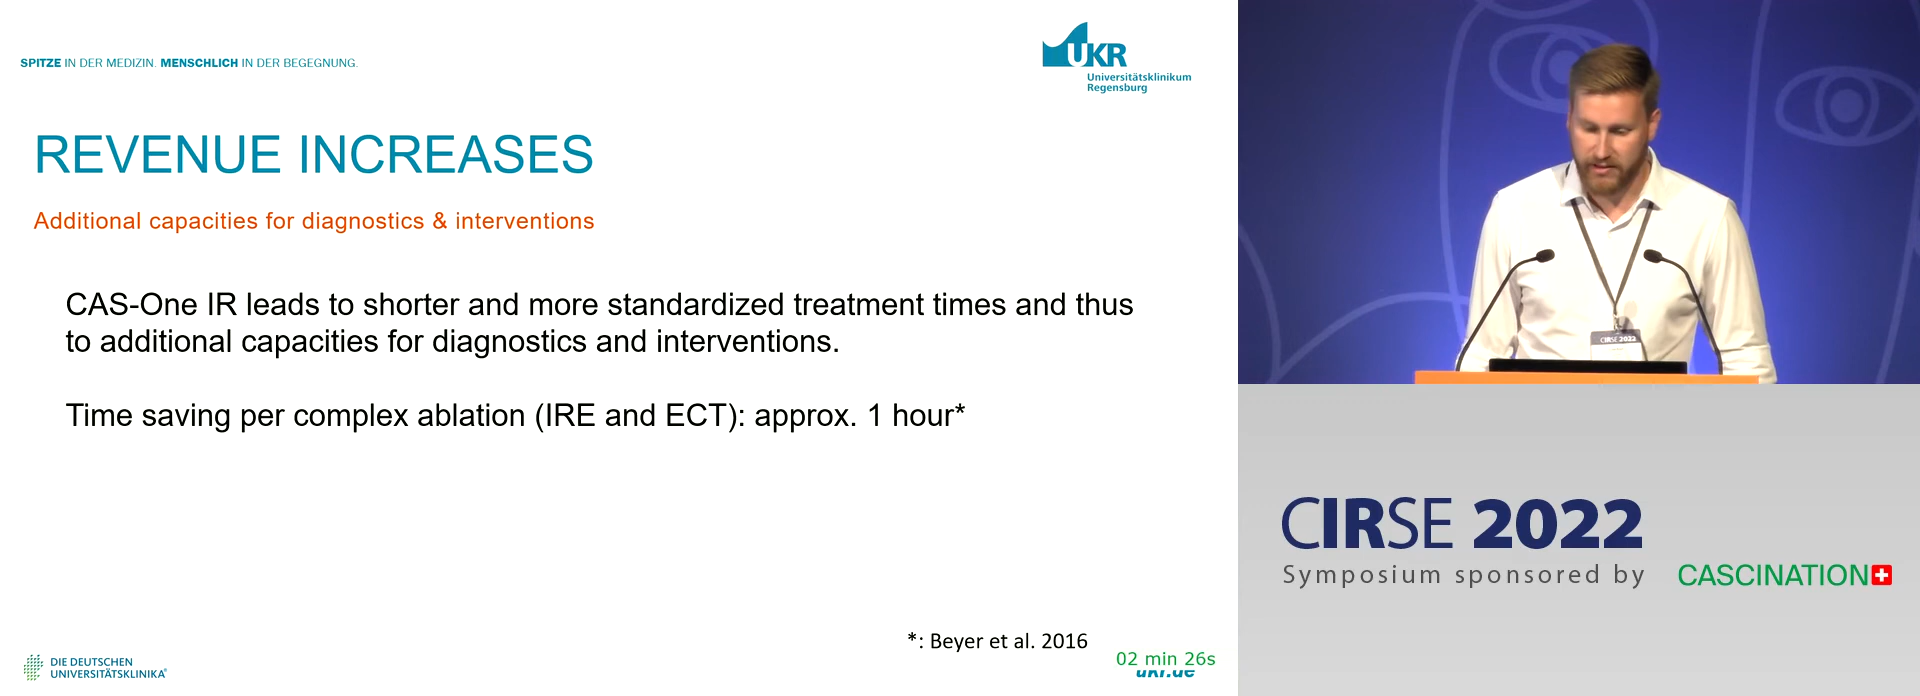 SPITZE IN DER MEDIZIN. MENSCHLICH IN DER BEGEGNUNG.
UKR
Universitätsklinikum
Regensburg
REVENUE INCREASES
Additional capacities for diagnostics & interventions
CAS-One IR leads to shorter and more standardized treatment times and thus
to additional capacities for diagnostics and interventions.
Time saving per complex ablation (IRE and ECT): approx. 1 hour*
*: Beyer et al. 2016
02 min 26s
ukr.de
DIE DEUTSCHEN
UNIVERSITÄTSKLINIKA®
CIRSE 2022
CIRSE 2022
Symposium sponsored by
CASCINATION